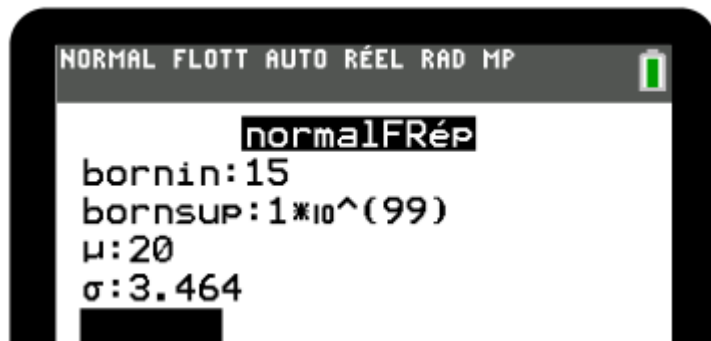 NORMAL FLOTT AUTO RÉEL RAD MP
normalFRép
bornin:15
bornsup:1*10^(99)
μ:20
σ:3.464